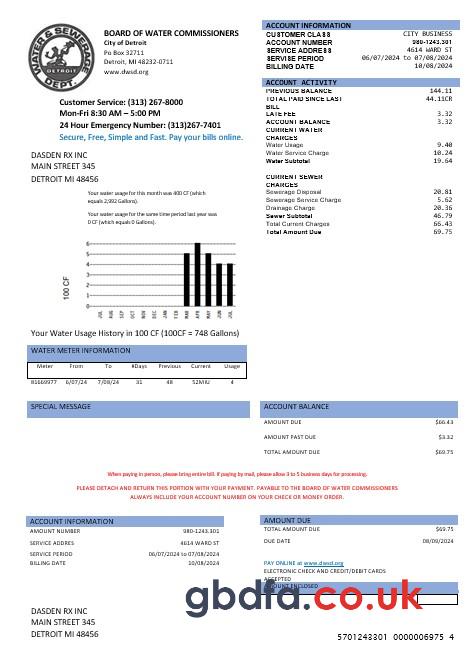 WATER & SEWERAGE
DETROIT
BOARD OF WATER COMMISSIONERS
City of Detroit
Po Box 32711
Detroit, MI 48232-0711
www.dwsd.org
Customer Service: (313) 267-8000
Mon-Fri 8:30 AM – 5:00 PM
24 Hour Emergency Number: (313)267-7401
Secure, Free, Simple and Fast. Pay your bills online.
DASDEN RX INC
MAIN STREET 345
DETROIT MI 48456
ACCOUNT INFORMATION
CUSTOMER CLASS CITY BUSINESS
ACCOUNT NUMBER 980-1243.301
SERVICE ADDRESS 4614 WARD ST
SERVISE PERIOD 06/07/2024 to 07/08/2024
BILLING DATE 10/08/2024
ACCOUNT ACTIVITY
PREVIOUS BALANCE 144.11
TOTAL PAID SINCE LAST 44.11CR
BILL
LATE FEE 3.32
ACCOUNT BALANCE 3.32
CURRENT WATER
CHARGES
Water Usage 9.40
Water Service Charge 10.24
Water Subtotal 19.64
CURRENT SEWER
CHARGES
Sewerage Disposal 20.81
Sewerage Service Charge 5.62
Drainage Charge 20.36
Sewer Subtotal 46.79
Total Current Charges 66.43
Total Amount Due 69.75
Your water usage for this month was 400 CF (which
equals 2,992 Gallons).
Your water usage for the same time period last year was
0 CF (which equals 0 Gallons).
100 CF
6
5
4
3
2
1
0
JUL AUG SEP OCT NOV DEC JAN FEB MAR APR MAY JUN JUL
Your Water Usage History in 100 CF (100CF = 748 Gallons)
WATER METER INFORMATION
Meter From To #Days Previous Current Usage
81669977 6/07/24 7/08/24 31 48 52MIU 4
SPECIAL MESSAGE
ACCOUNT BALANCE
AMOUNT DUE $66.43
AMOUNT PAST DUE $3.32
TOTAL AMOUNT DUE $69.75
When paying in person, please bring entire bill. If paying by mail, please allow 3 to 5 business days for processing.
PLEASE DETACH AND RETURN THIS PORTION WITH YOUR PAYMENT. PAYABLE TO THE BOARD OF WATER COMMISSIONERS
ALWAYS INCLUDE YOUR ACCOUNT NUMBER ON YOUR CHECK OR MONEY ORDER.
ACCOUNT INFORMATION
AMOUNT NUMBER 980-1243.301
SERVICE ADDRES 4614 WARD ST
SERVICE PERIOD 06/07/2024 to 07/08/2024
BILLING DATE 10/08/2024
AMOUNT DUE
TOTAL AMOUNT DUE $69.75
DUE DATE 08/09/2024
PAY ONLINE at www.dwsd.org
ELECTRONIC CHECK AND CREDIT/DEBIT CARDS
ACCEPTED
AMOUNT ENCLOSED
gbdfa.co.uk
DASDEN RX INC
MAIN STREET 345
DETROIT MI 48456
5701243301 0000006975 4